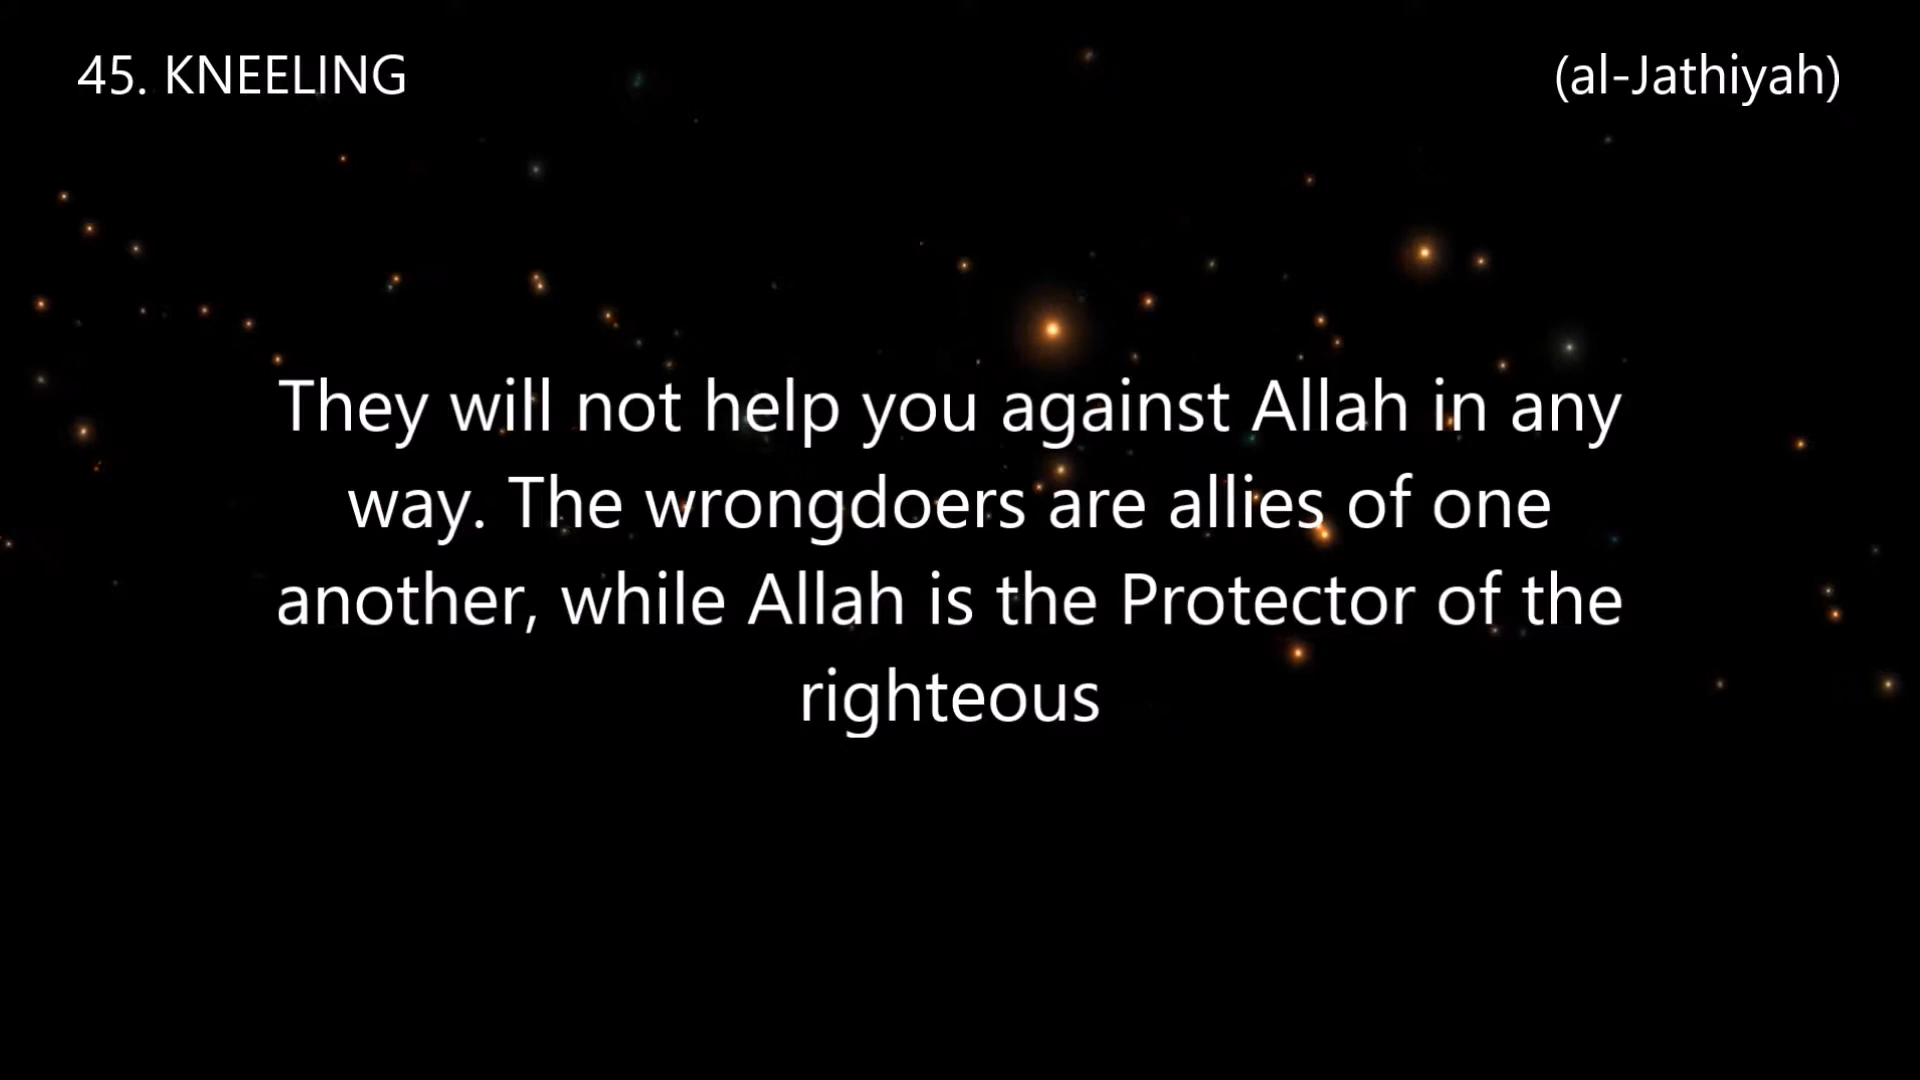 45. KNEELING
(al-Jathiyah)
They will not help you against Allah in any
way. The wrongdoers are allies of one
another, while Allah is the Protector of the
righteous